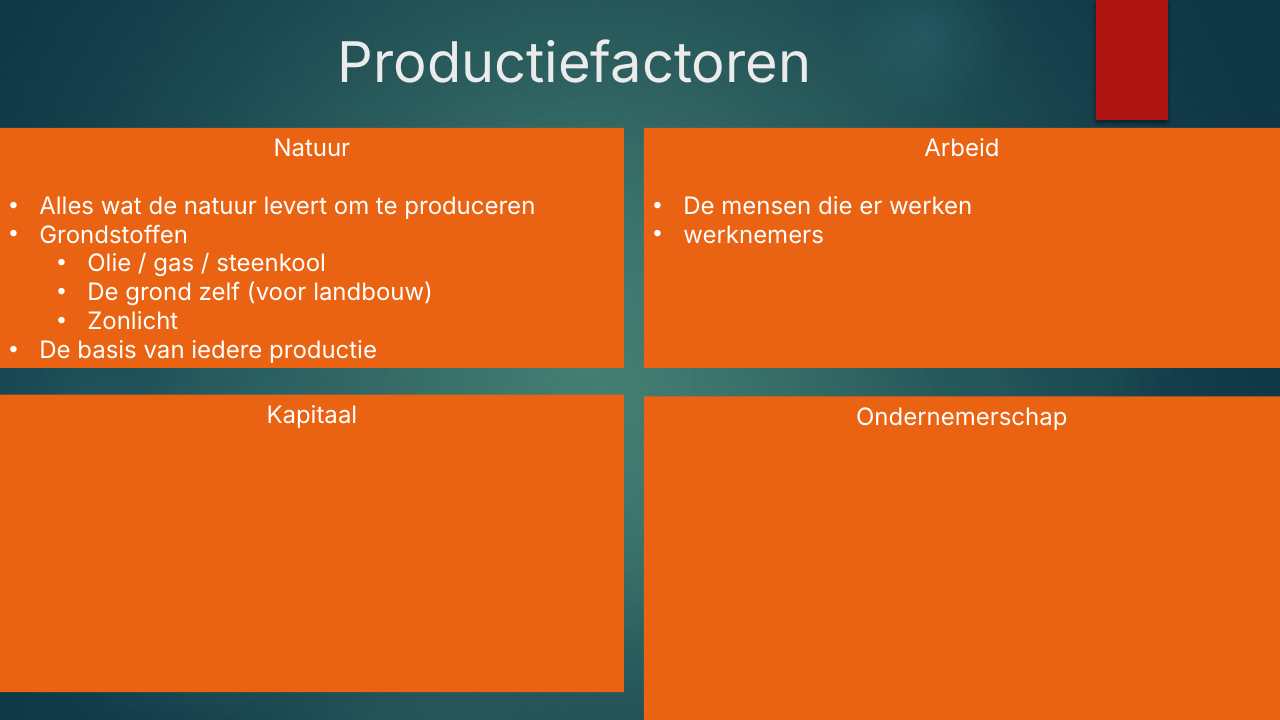 Productiefactoren
Natuur
• Alles wat de natuur levert om te produceren
• Grondstoffen
• Olie / gas / steenkool
• De grond zelf (voor landbouw)
• Zonlicht
• De basis van iedere productie
Arbeid
• De mensen die er werken
• werknemers
Kapitaal
Ondernemerschap